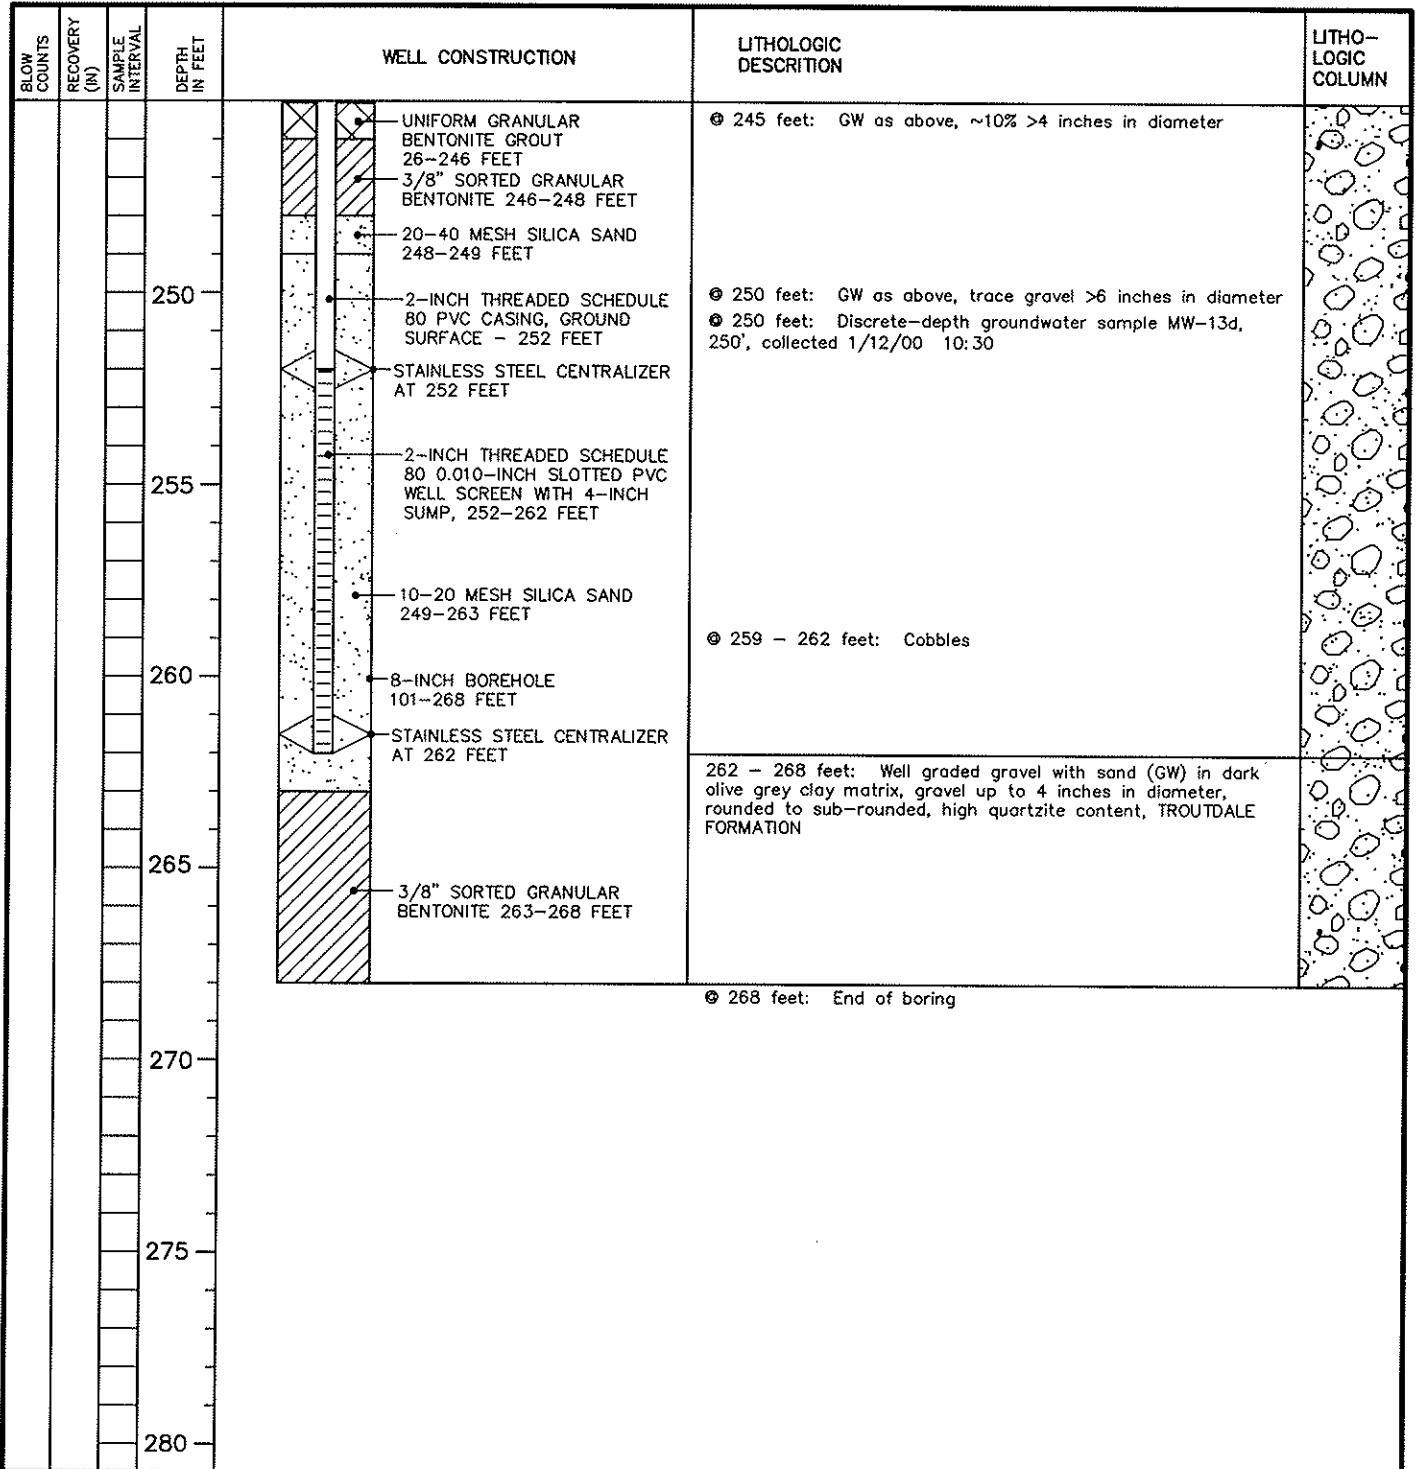 BLOW
COUNTS
RECOVERY
(IN)
SAMPLE
INTERVAL
DEPTH
IN FEET
WELL CONSTRUCTION
LITHOLOGIC
DESCRITION
LITHO-
LOGIC
COLUMN
UNIFORM GRANULAR
BENTONITE GROUT
26-246 FEET
3/8" SORTED GRANULAR
BENTONITE 246-248 FEET
20-40 MESH SILICA SAND
248-249 FEET
2-INCH THREADED SCHEDULE
80 PVC CASING, GROUND
SURFACE - 252 FEET
STAINLESS STEEL CENTRALIZER
AT 252 FEET
2-INCH THREADED SCHEDULE
80 0.010-INCH SLOTTED PVC
WELL SCREEN WITH 4-INCH
SUMP, 252-262 FEET
10-20 MESH SILICA SAND
249-263 FEET
8-INCH BOREHOLE
101-268 FEET
STAINLESS STEEL CENTRALIZER
AT 262 FEET
3/8" SORTED GRANULAR
BENTONITE 263-268 FEET
@ 245 feet: GW as above, ~10% >4 inches in diameter
@ 250 feet: GW as above, trace gravel >6 inches in diameter
@ 250 feet: Discrete-depth groundwater sample MW-13d,
250', collected 1/12/00 10:30
@ 259 - 262 feet: Cobbles
262 - 268 feet: Well graded gravel with sand (GW) in dark
olive grey clay matrix, gravel up to 4 inches in diameter,
rounded to sub-rounded, high quartzite content, TROUTDALE
FORMATION
@ 268 feet: End of boring
250
255
260
265
270
275
280